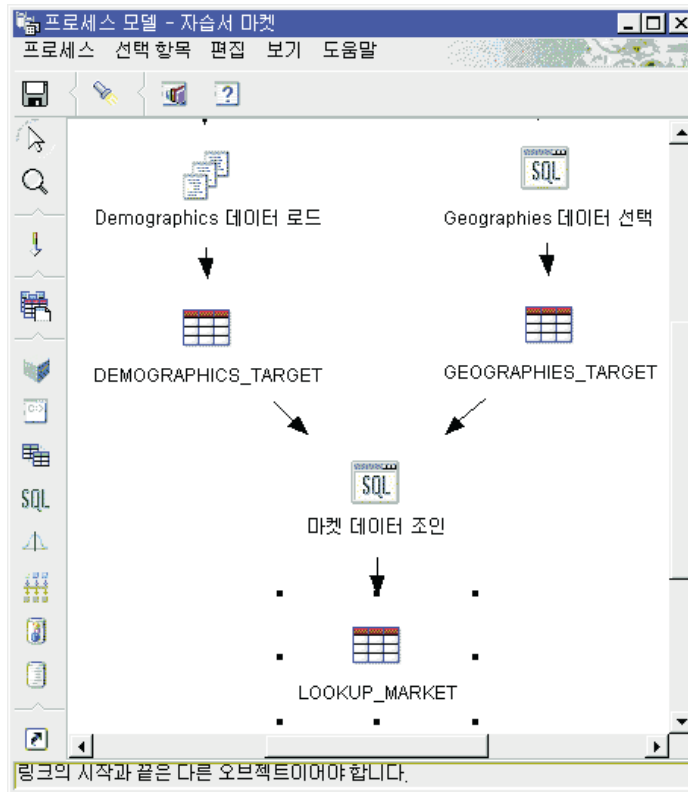 프로세스 모델 - 자습서 마켓
프로세스 선택 항목 편집 보기 도움말
Demographics 데이터 로드
SQL
Geographies 데이터 선택
DEMOGRAPHICS_TARGET
GEOGRAPHIES_TARGET
SQL
마켓 데이터 조인
SQL
LOOKUP_MARKET
링크의 시작과 끝은 다른 오브젝트이어야 합니다.